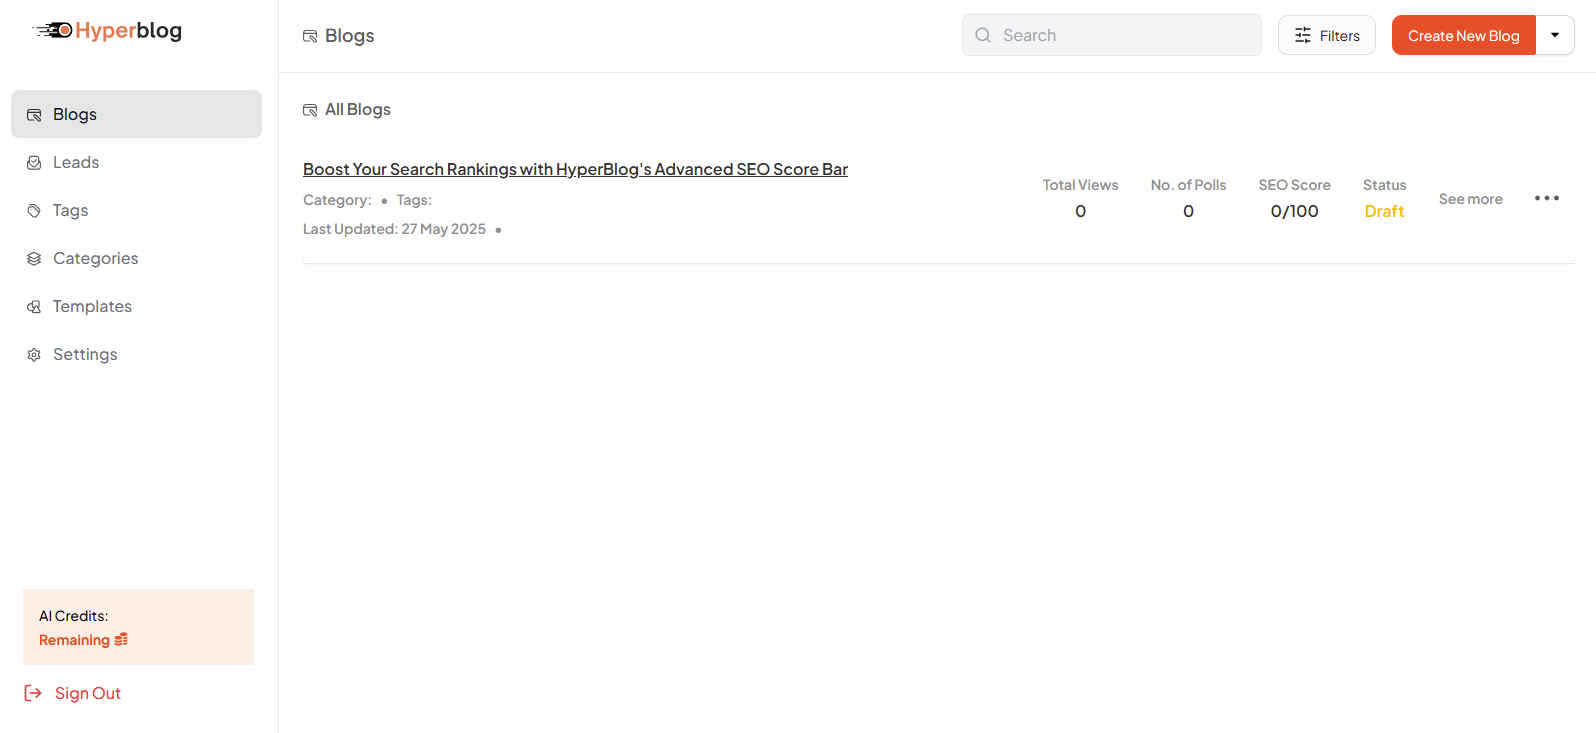 Hyperblog
Blogs
Leads
Tags
Categories
Templates
Settings
AI Credits:
Remaining
Sign Out
Blogs
Search
Filters
Create New Blog
All Blogs
Boost Your Search Rankings with HyperBlog's Advanced SEO Score Bar
Category: • Tags:
Last Updated: 27 May 2025 •
Total Views
0
No. of Polls
0
SEO Score
0/100
Status
Draft
See more